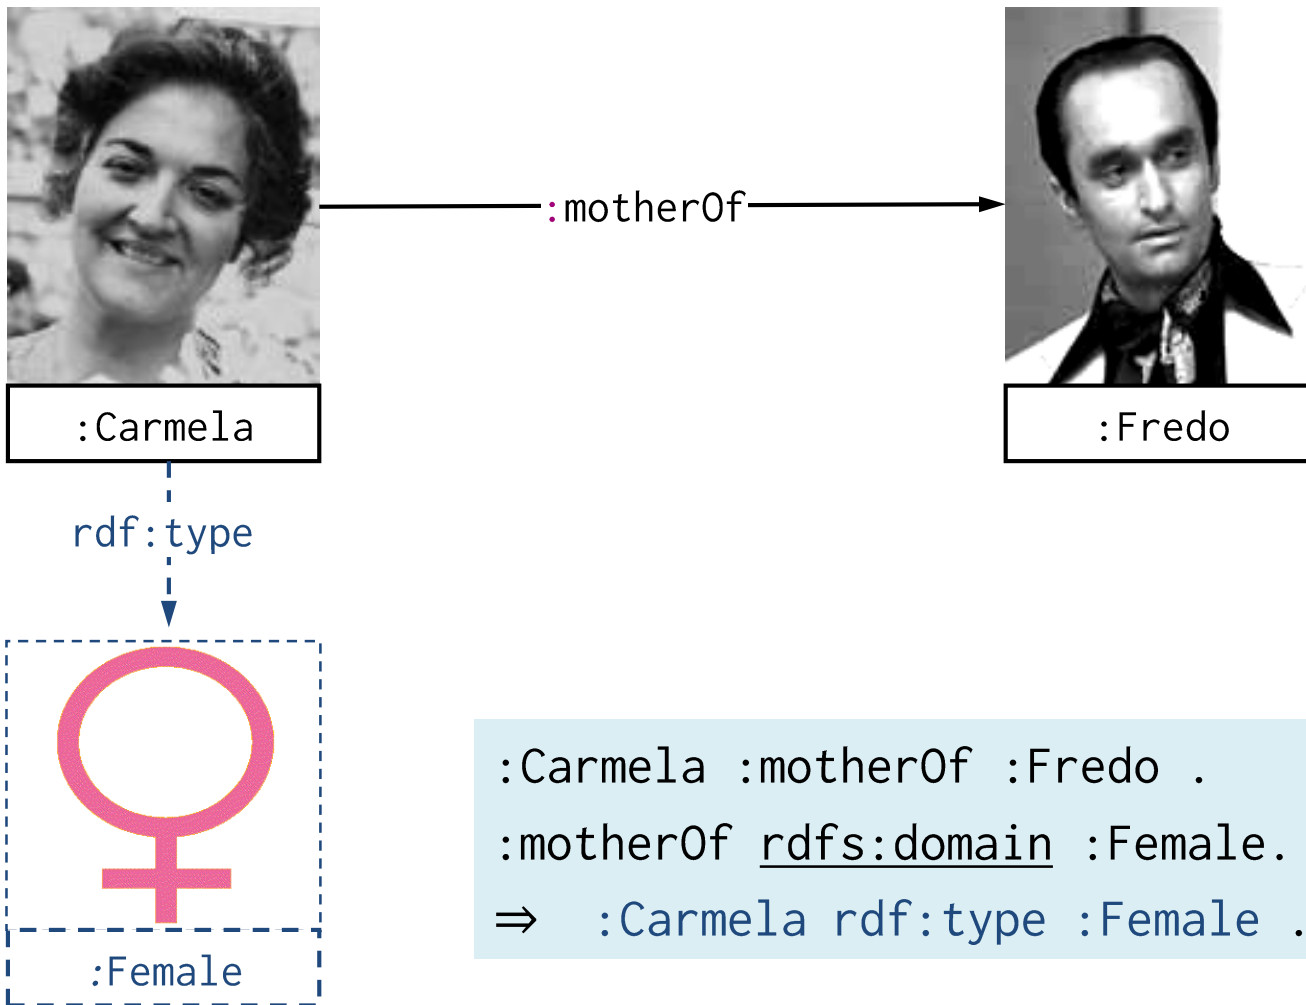 :motherOf
:Carmela
:Fredo
rdf:type
:Carmela :motherOf :Fredo .
:motherOf rdfs:domain :Female.
⇒ :Carmela rdf:type :Female .
:Female